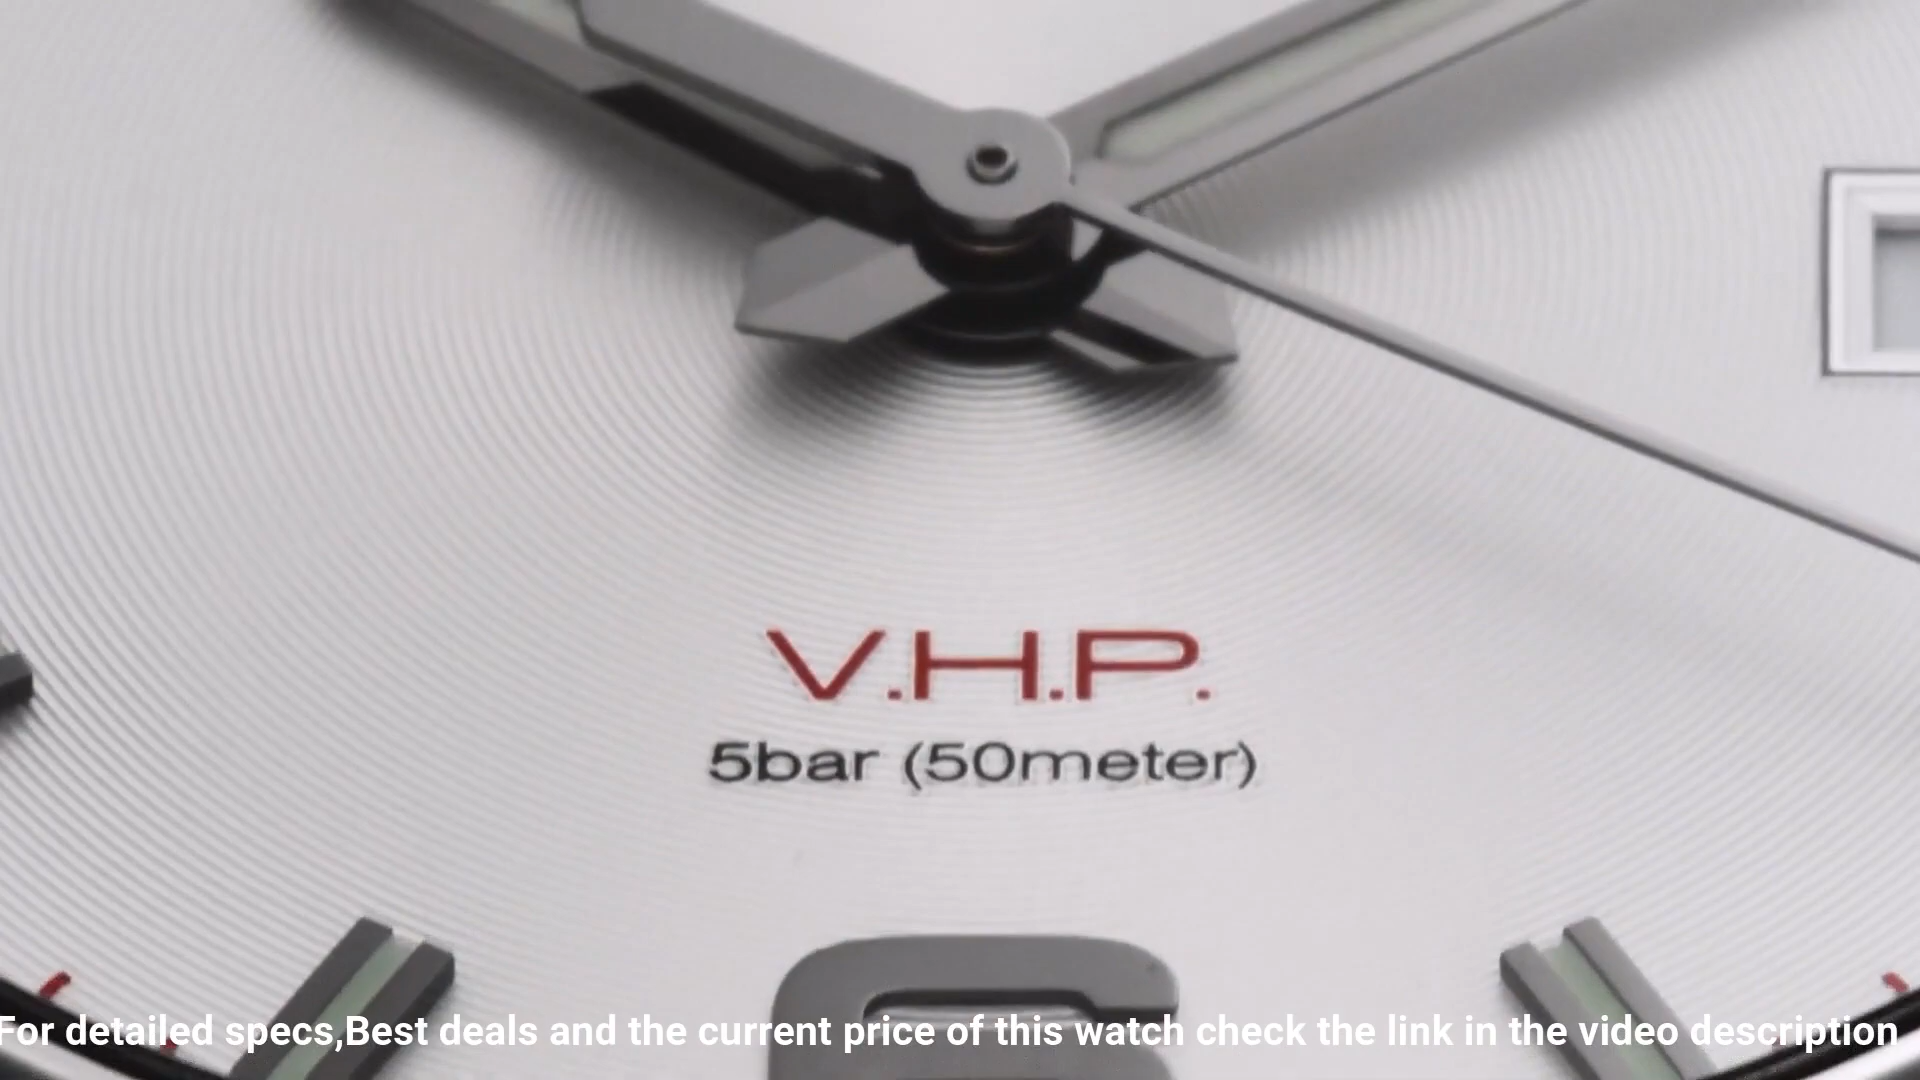 V.H.P.
5bar (50meter)
6
For detailed specs,Best deals and the current price of this watch check the link in the video description